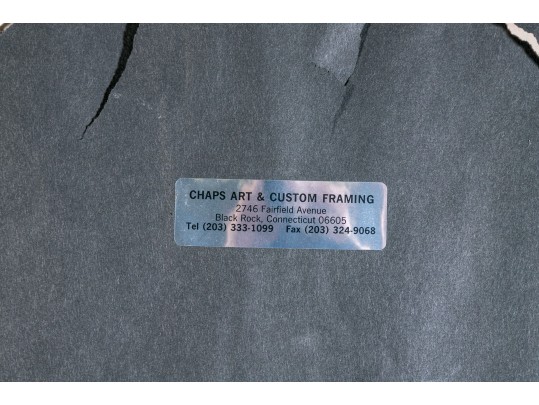 CHAPS ART & CUSTOM FRAMING
2746 Fairfield Avenue
Black Rock, Connecticut 06605
Tel (203) 333-1099 Fax (203) 324-9068